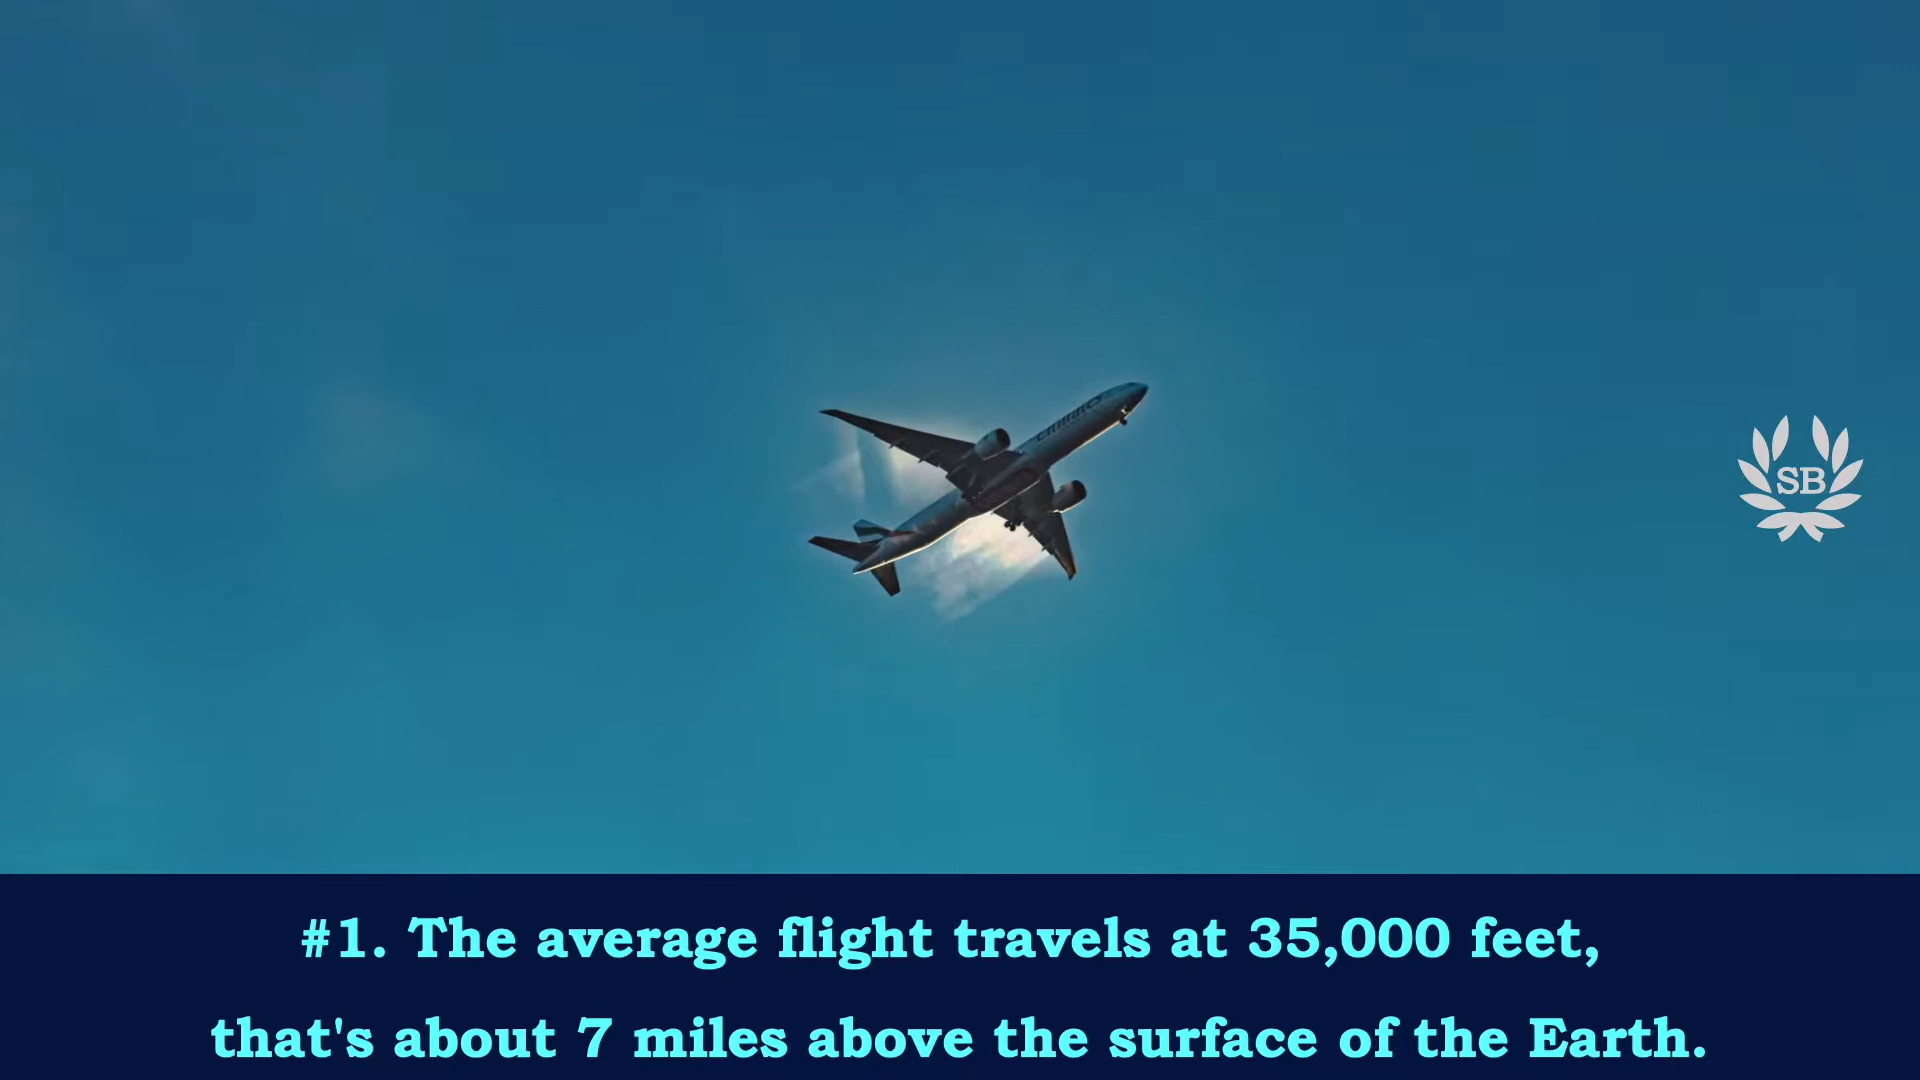 Emirates
SB
#1. The average flight travels at 35,000 feet,
that's about 7 miles above the surface of the Earth.